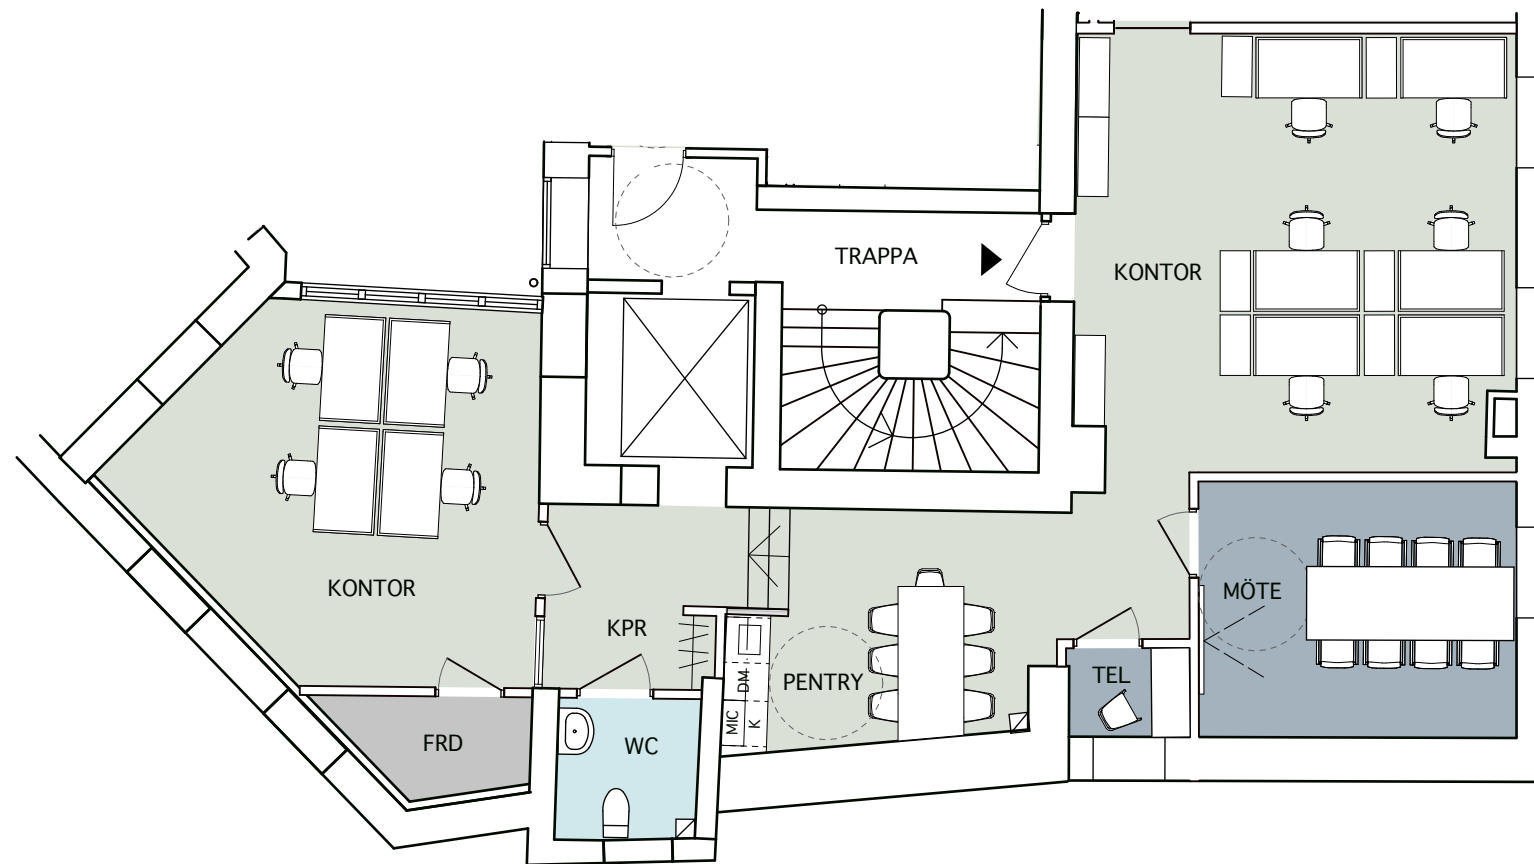 TRAPPA
KONTOR
KONTOR
MÖTE
KPR
TEL
PENTRY
DM
MIC
K
FRD
WC